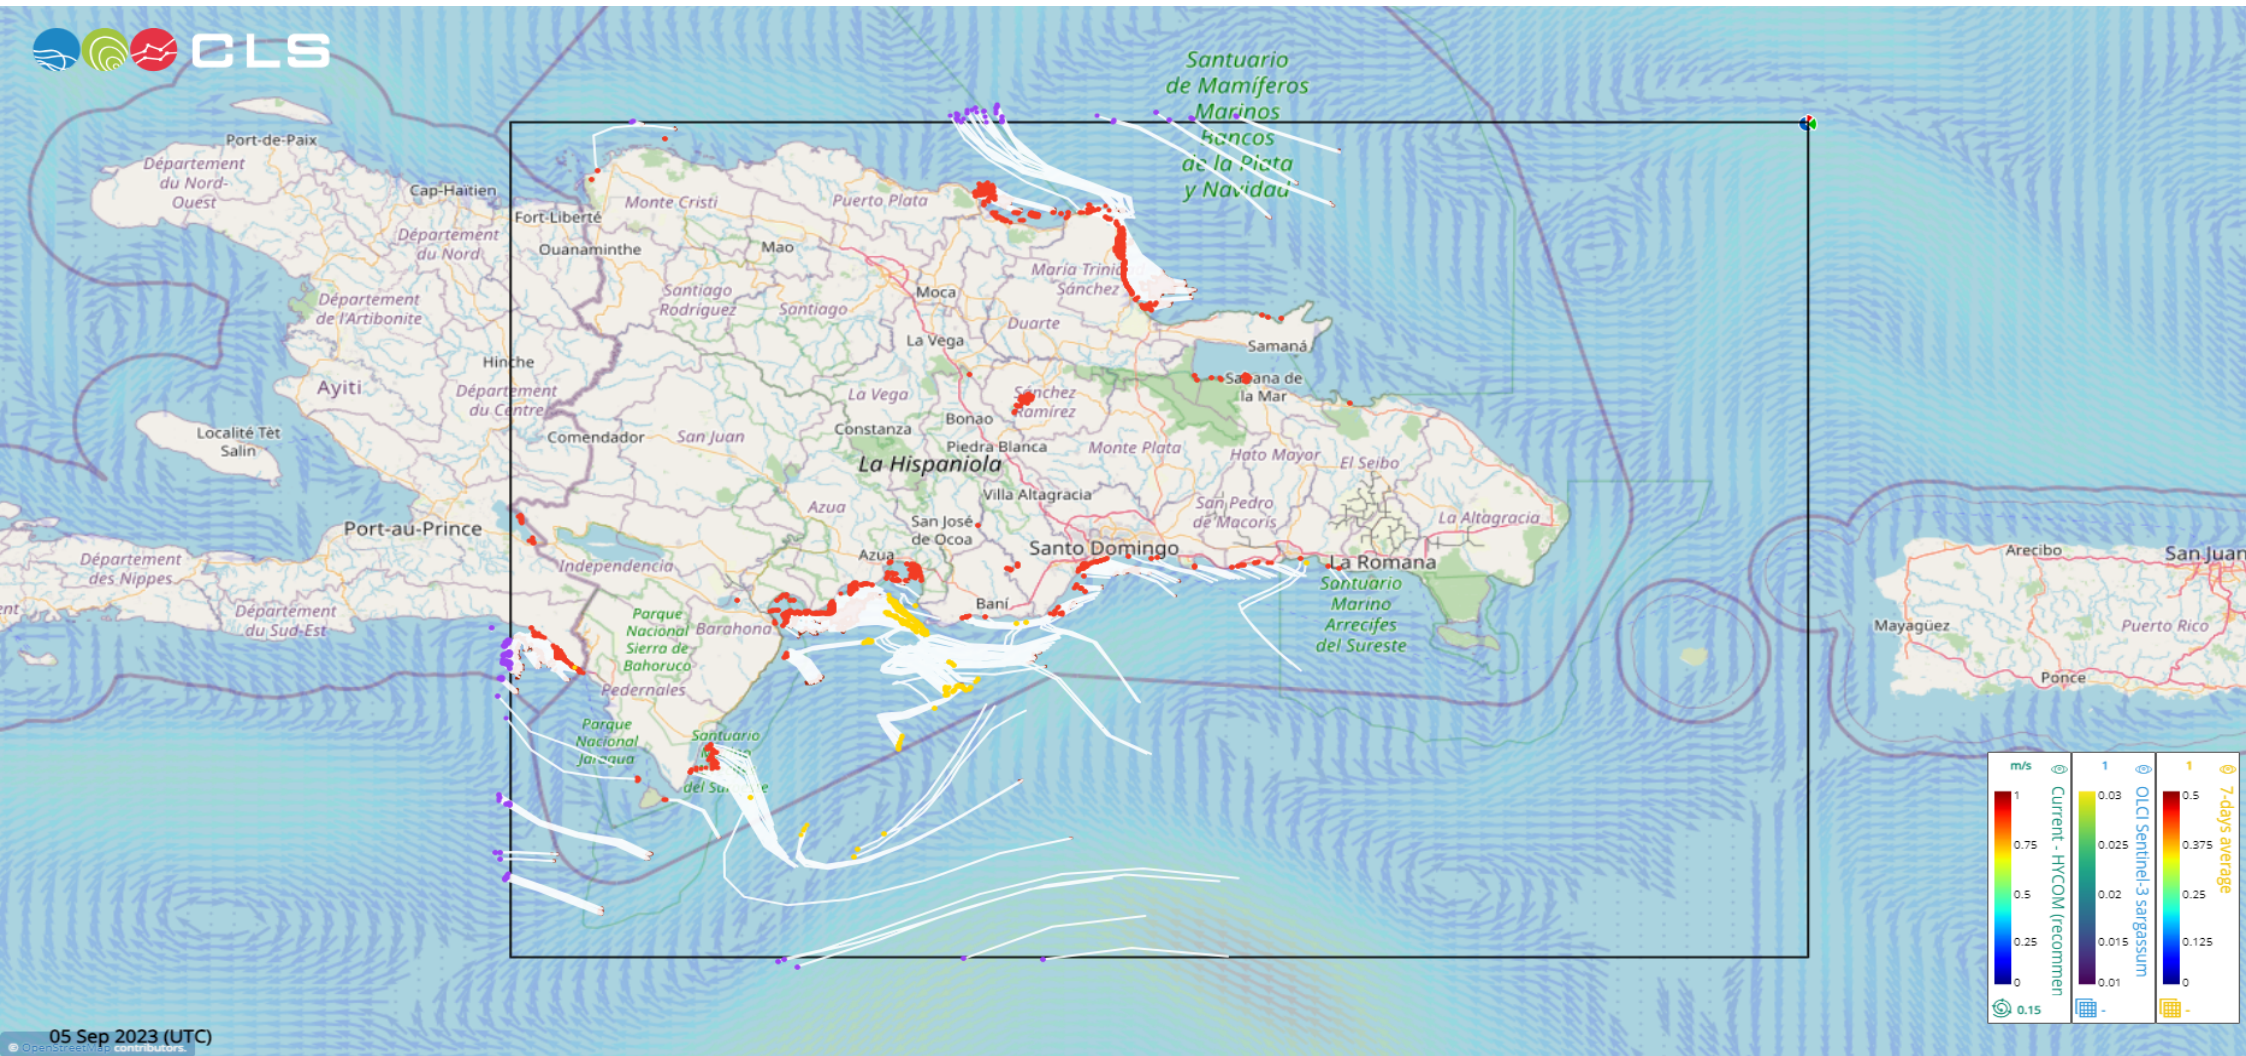 CLS
Santuario
de Mamíferos
Marinos
Bancos
de la Plata
y Navidad
Port-de-Paix
Département
du Nord-
Ouest
Cap-Haïtien
Fort-Liberté
Monte Cristi
Puerto Plata
Département
du Nord
Ouanaminthe
Mao
María Trinidad
Sánchez
Santiago
Rodríguez
Santiago
Moca
Département
de l'Artibonite
Duarte
La Vega
Samaná
Hinche
Ayiti
Département
du Centre
La Vega
Sánchez
Ramírez
Sabana de
la Mar
Localité Tèt
Salin
Comendador
San Juan
Constanza
Bonao
Piedra Blanca
Monte Plata
Hato Mayor
El Seibo
La Hispaniola
Villa Altagracia
Azua
San José
de Ocoa
San Pedro
de Macorís
La Altagracia
Port-au-Prince
Département
des Nippes
Independencia
Azua
Santo Domingo
La Romana
Arecibo
San Juan
ent
Département
du Sud-Est
Parque
Nacional
Sierra de
Bahoruco
Barahona
Baní
Santuario
Marino
Arrecifes
del Sureste
Mayagüez
Puerto Rico
Pedernales
Ponce
Parque
Nacional
Jaragua
Santuario
del
m/s
1
0.75
0.5
0.25
0
0.15
Current - HYCOM (recommen
1
0.03
0.025
0.02
0.015
0.01
-
OLCI Sentinel-3 sargassum
1
0.5
0.375
0.25
0.125
0
-
7-days average
05 Sep 2023 (UTC)
© OpenStreetMap contributors.